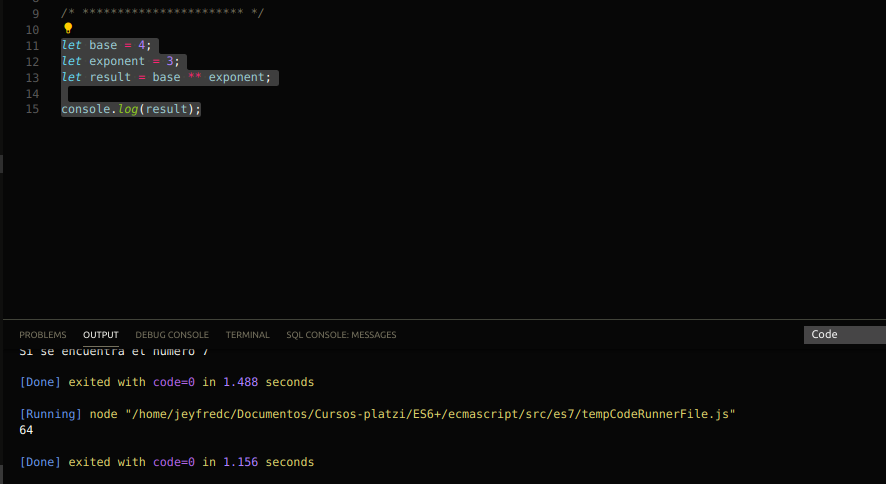 9 /* *********************** */
10
11 let base = 4;
12 let exponent = 3;
13 let result = base ** exponent;
14
15 console.log(result);
PROBLEMS OUTPUT DEBUG CONSOLE TERMINAL SQL CONSOLE: MESSAGES Code
Si se encuentra el numero 7
[Done] exited with code=0 in 1.488 seconds
[Running] node "/home/jeyfredc/Documentos/Cursos-platzi/ES6+/ecmascript/src/es7/tempCodeRunnerFile.js"
64
[Done] exited with code=0 in 1.156 seconds